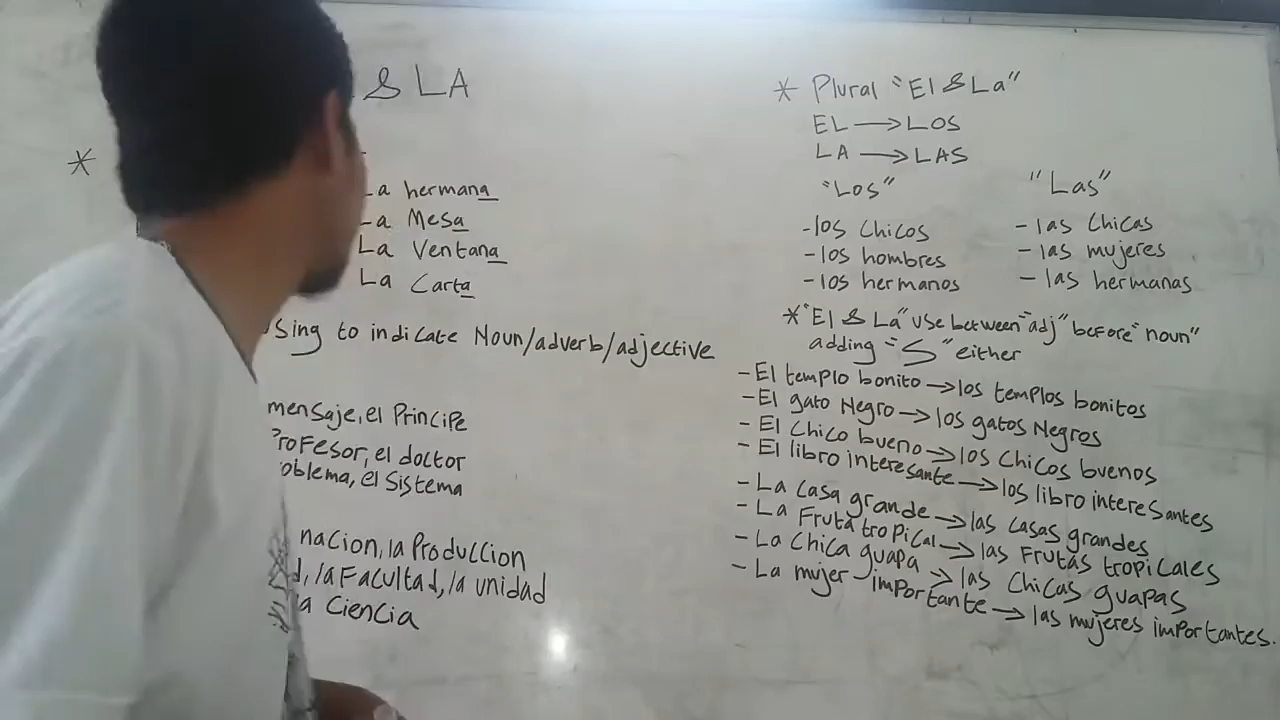 & LA
*
La hermana
La Mesa
La Ventana
La Carta
using to indicate Noun/adverb/adjective
mensaje, el Principe
Profesor, el doctor
oblema, el Sistema
nacion, la Produccion
d, la Facultad, la unidad
la Ciencia
* Plural "El & La"
EL → LOS
LA → LAS
"Los" "Las"
- los Chicos - las Chicas
- los hombres - las mujeres
- los hermanos - las hermanas
* "El & La" use between "adj" before "noun"
adding "S" either
- El templo bonito → los templos bonitos
- El gato Negro → los gatos Negros
- El Chico bueno → los Chicos buenos
- El libro interesante → los libro interesantes
- La casa grande → las casas grandes
- La Fruta tropical → las Frutas tropicales
- La Chica guapa → las Chicas guapas
- La mujer importante → las mujeres importantes.